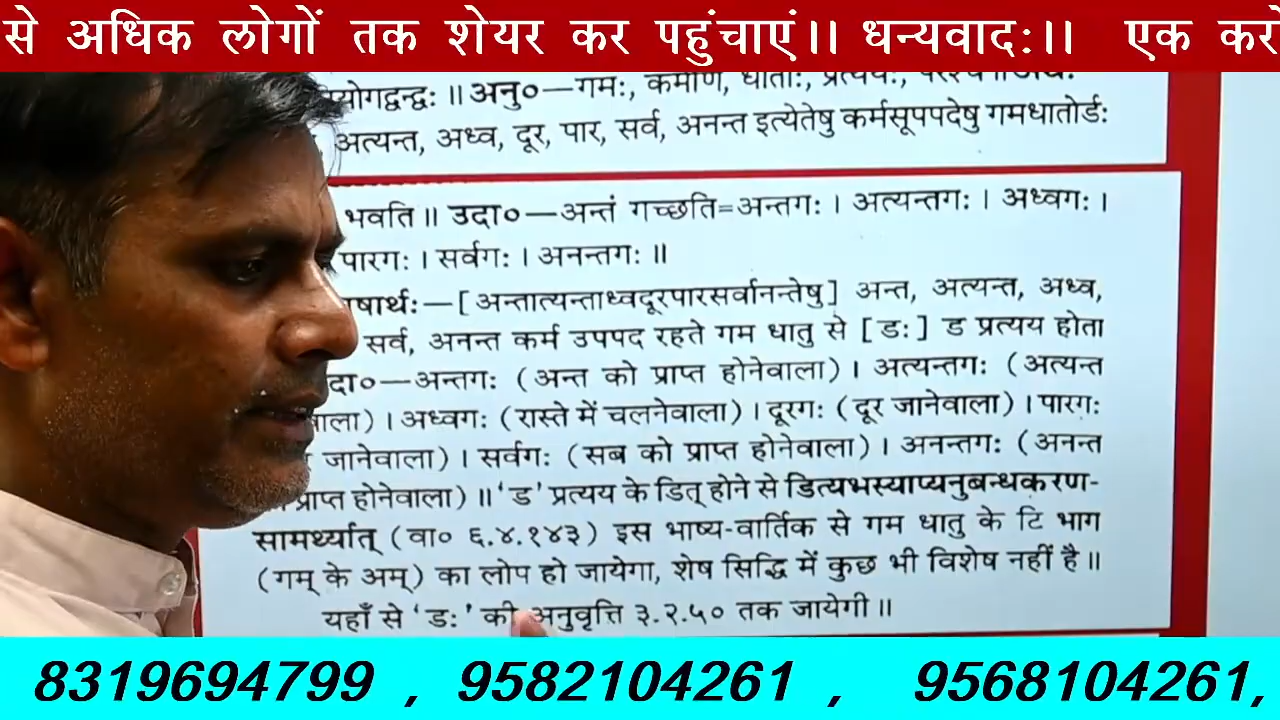 से अधिक लोगों तक शेयर कर पहुंचाएं।। धन्यवादः।। एक करो
योगद्वन्द्वः ॥ अनु०—गमः, कर्मणि, धातोः, प्रत्ययः, परश्च ॥ अर्थः
अत्यन्त, अध्व, दूर, पार, सर्व, अनन्त इत्येतेषु कर्मसूपपदेषु गमधातोर्डः
भवति ॥ उदा०—अन्तं गच्छति=अन्तगः । अत्यन्तगः । अध्वगः ।
पारगः । सर्वगः । अनन्तगः ॥
षार्थः—[अन्तात्यन्ताध्वदूरपारसर्वानन्तेषु] अन्त, अत्यन्त, अध्व,
सर्व, अनन्त कर्म उपपद रहते गम धातु से [डः] ड प्रत्यय होता
दा०—अन्तगः (अन्त को प्राप्त होनेवाला) । अत्यन्तगः (अत्यन्त
वाला) । अध्वगः (रास्ते में चलनेवाला) । दूरगः (दूर जानेवाला) । पारगः
जानेवाला) । सर्वगः (सब को प्राप्त होनेवाला) । अनन्तगः (अनन्त
प्राप्त होनेवाला) ॥ 'ड' प्रत्यय के डित् होने से डित्यभस्याप्यनुबन्धकरण-
सामर्थ्यात् (वा० ६.४.१४३) इस भाष्य-वार्तिक से गम धातु के टि भाग
(गम् के अम्) का लोप हो जायेगा, शेष सिद्धि में कुछ भी विशेष नहीं है ॥
यहाँ से 'डः' की अनुवृत्ति ३.२.५० तक जायेगी ॥
8319694799 , 9582104261 , 9568104261,